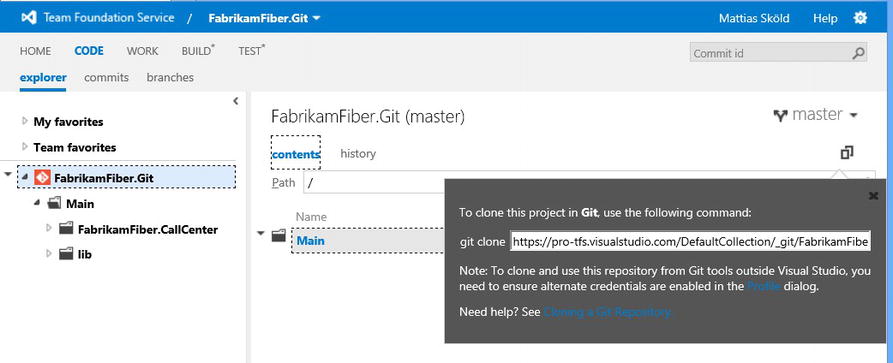 Team Foundation Service / FabrikamFiber.Git Mattias Sköld Help
HOME CODE WORK BUILD* TEST* Commit id
explorer commits branches
My favorites
Team favorites
FabrikamFiber.Git
Main
FabrikamFiber.CallCenter
lib
FabrikamFiber.Git (master) master
contents history
Path /
Name
Main
To clone this project in Git, use the following command:
git clone https://pro-tfs.visualstudio.com/DefaultCollection/_git/FabrikamFibe
Note: To clone and use this repository from Git tools outside Visual Studio, you
need to ensure alternate credentials are enabled in the Profile dialog.
Need help? See Cloning a Git Repository.